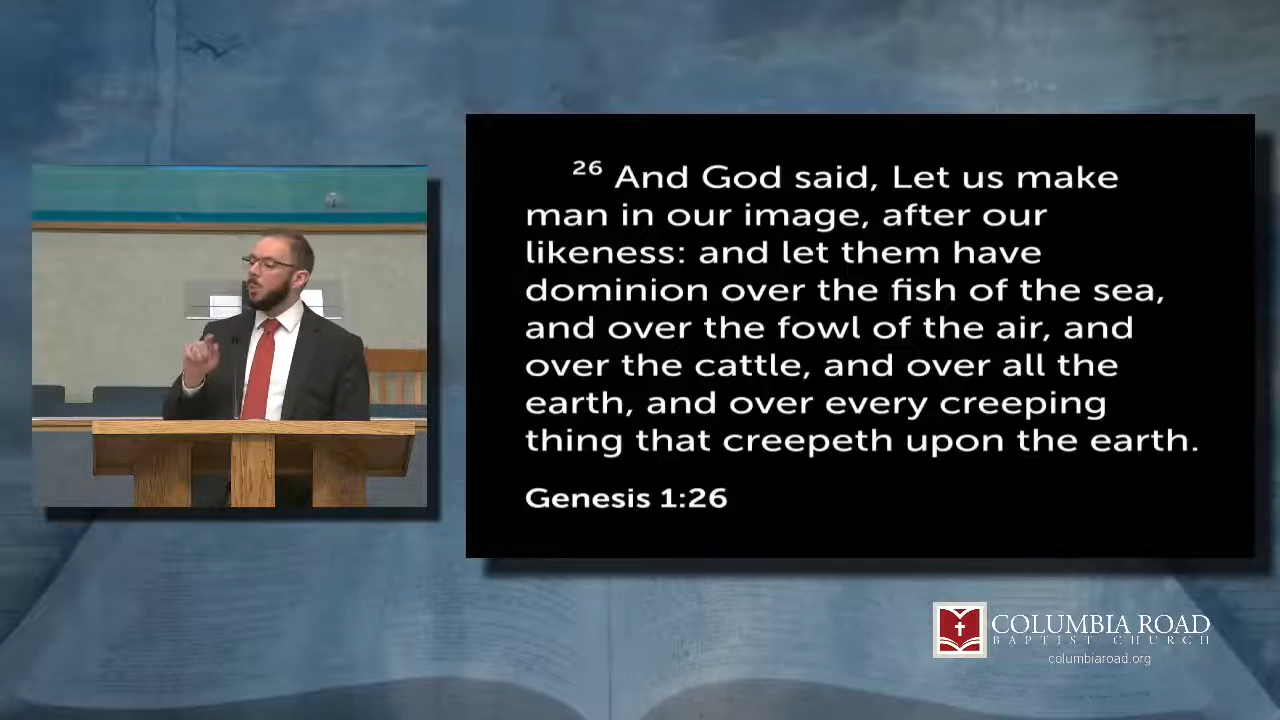 26 And God said, Let us make
man in our image, after our
likeness: and let them have
dominion over the fish of the sea,
and over the fowl of the air, and
over the cattle, and over all the
earth, and over every creeping
thing that creepeth upon the earth.
Genesis 1:26
COLUMBIA ROAD
BAPTIST CHURCH
columbiaroad.org